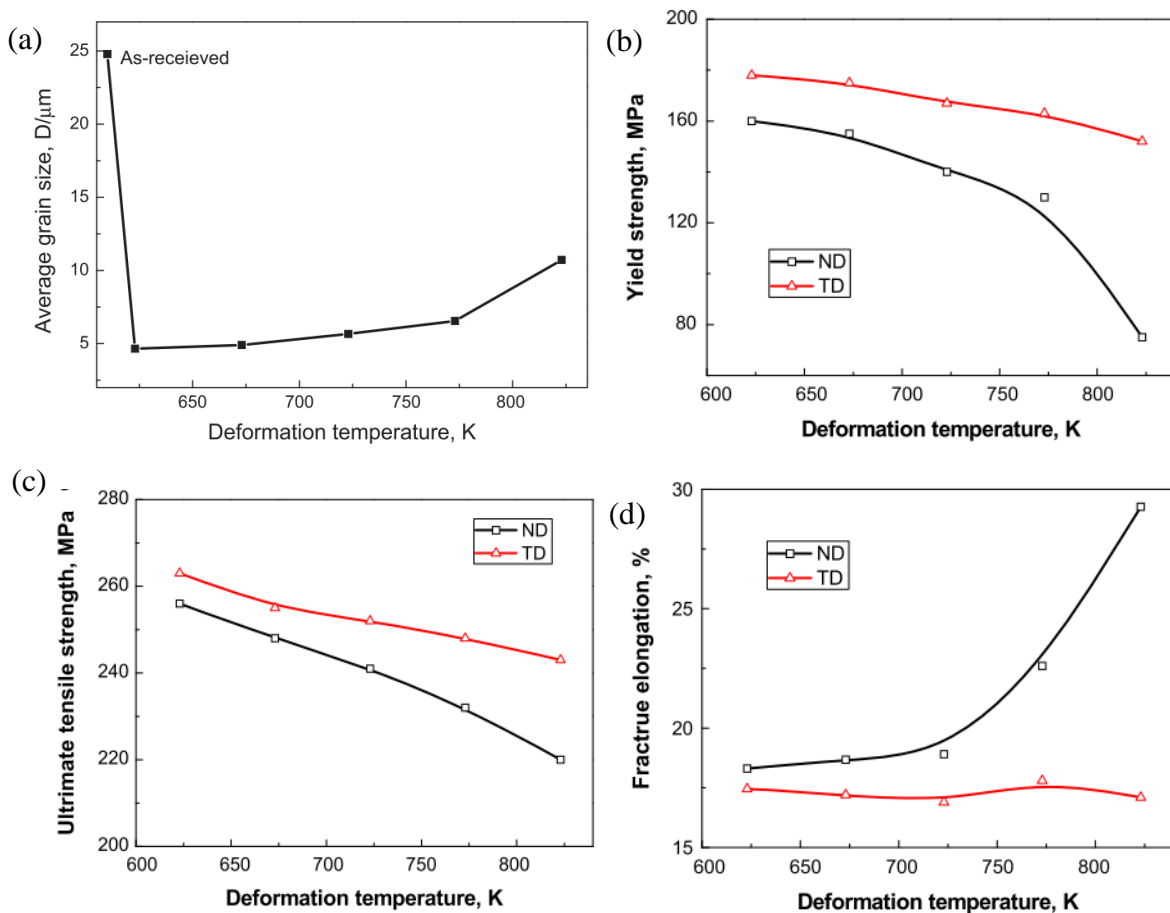 (a)
As-receieved
25
20
15
10
5
Average grain size, D/μm
650 700 750 800
Deformation temperature, K
(b)
200
160
120
80
Yield strength, MPa
ND
TD
600 650 700 750 800
Deformation temperature, K
(c)
280
260
240
220
200
Ultrimate tensile strength, MPa
ND
TD
600 650 700 750 800
Deformation temperature, K
(d)
30
25
20
15
Fractrue elongation, %
ND
TD
600 650 700 750 800
Deformation temperature, K